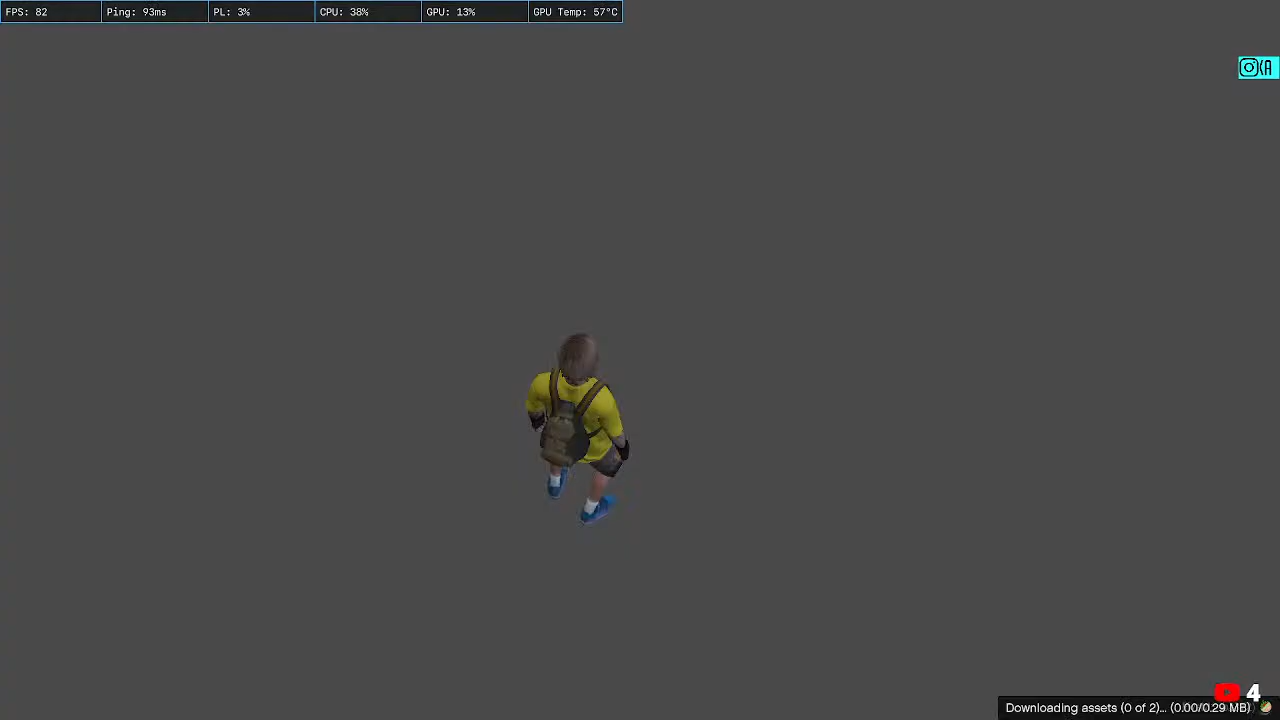 FPS: 82 Ping: 93ms PL: 3% CPU: 38% GPU: 13% GPU Temp: 57°C
(A
4
Downloading assets (0 of 2)... (0.00/0.29 MB)